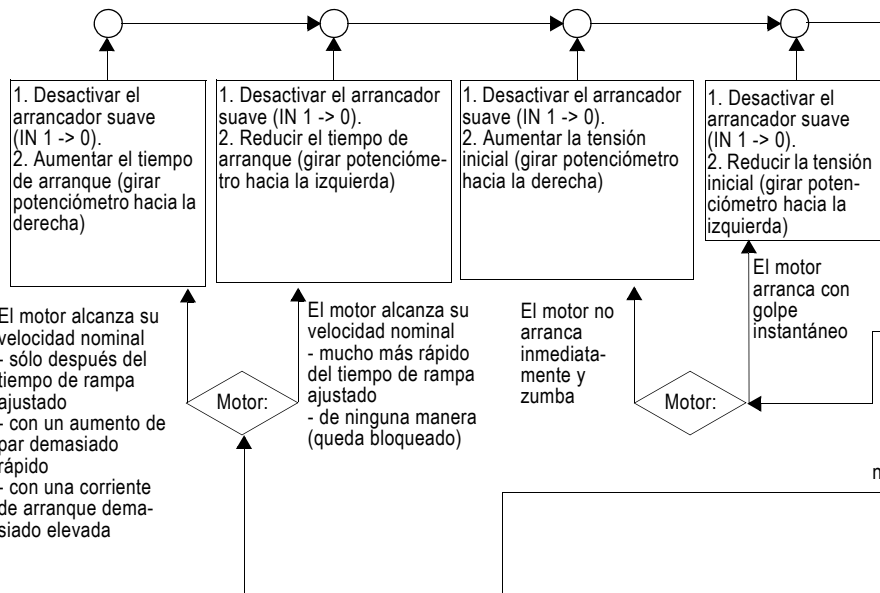 1. Desactivar el
arrancador suave
(IN 1 -> 0).
2. Aumentar el tiempo
de arranque (girar
potenciómetro hacia la
derecha)
1. Desactivar el arrancador
suave (IN 1 -> 0).
2. Reducir el tiempo de
arranque (girar potencióme-
tro hacia la izquierda)
1. Desactivar el arrancador
suave (IN 1 -> 0).
2. Aumentar la tensión
inicial (girar potenciómetro
hacia la derecha)
1. Desactivar el
arrancador suave
(IN 1 -> 0).
2. Reducir la tensión
inicial (girar poten-
ciómetro hacia la
izquierda)
El motor alcanza su
velocidad nominal
- sólo después del
tiempo de rampa
ajustado
- con un aumento de
par demasiado
rápido
- con una corriente
de arranque dema-
siado elevada
Motor:
El motor alcanza su
velocidad nominal
- mucho más rápido
del tiempo de rampa
ajustado
- de ninguna manera
(queda bloqueado)
El motor no
arranca
inmediata-
mente y
zumba
Motor:
El motor
arranca con
golpe
instantáneo